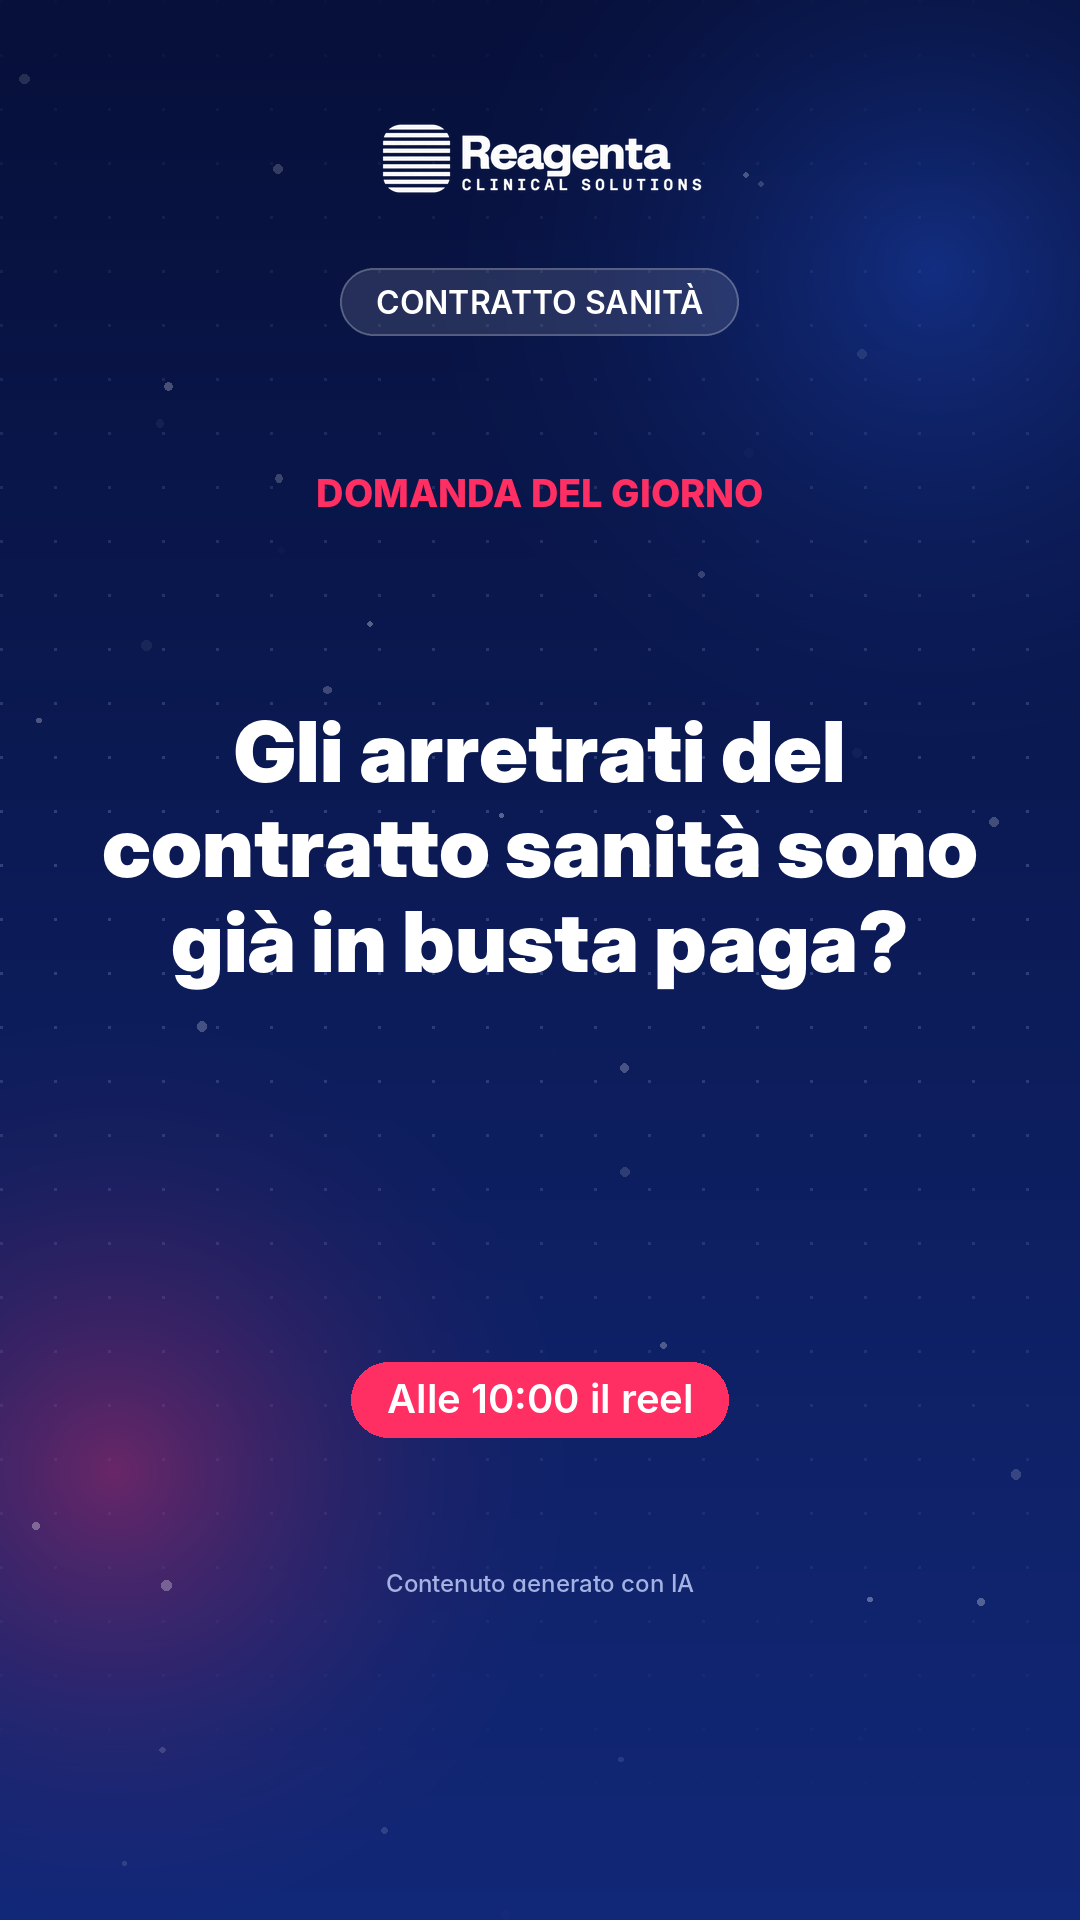 Reagenta
CLINICAL SOLUTIONS
CONTRATTO SANITÀ
DOMANDA DEL GIORNO
Gli arretrati del
contratto sanità sono
già in busta paga?
Alle 10:00 il reel
Contenuto generato con IA